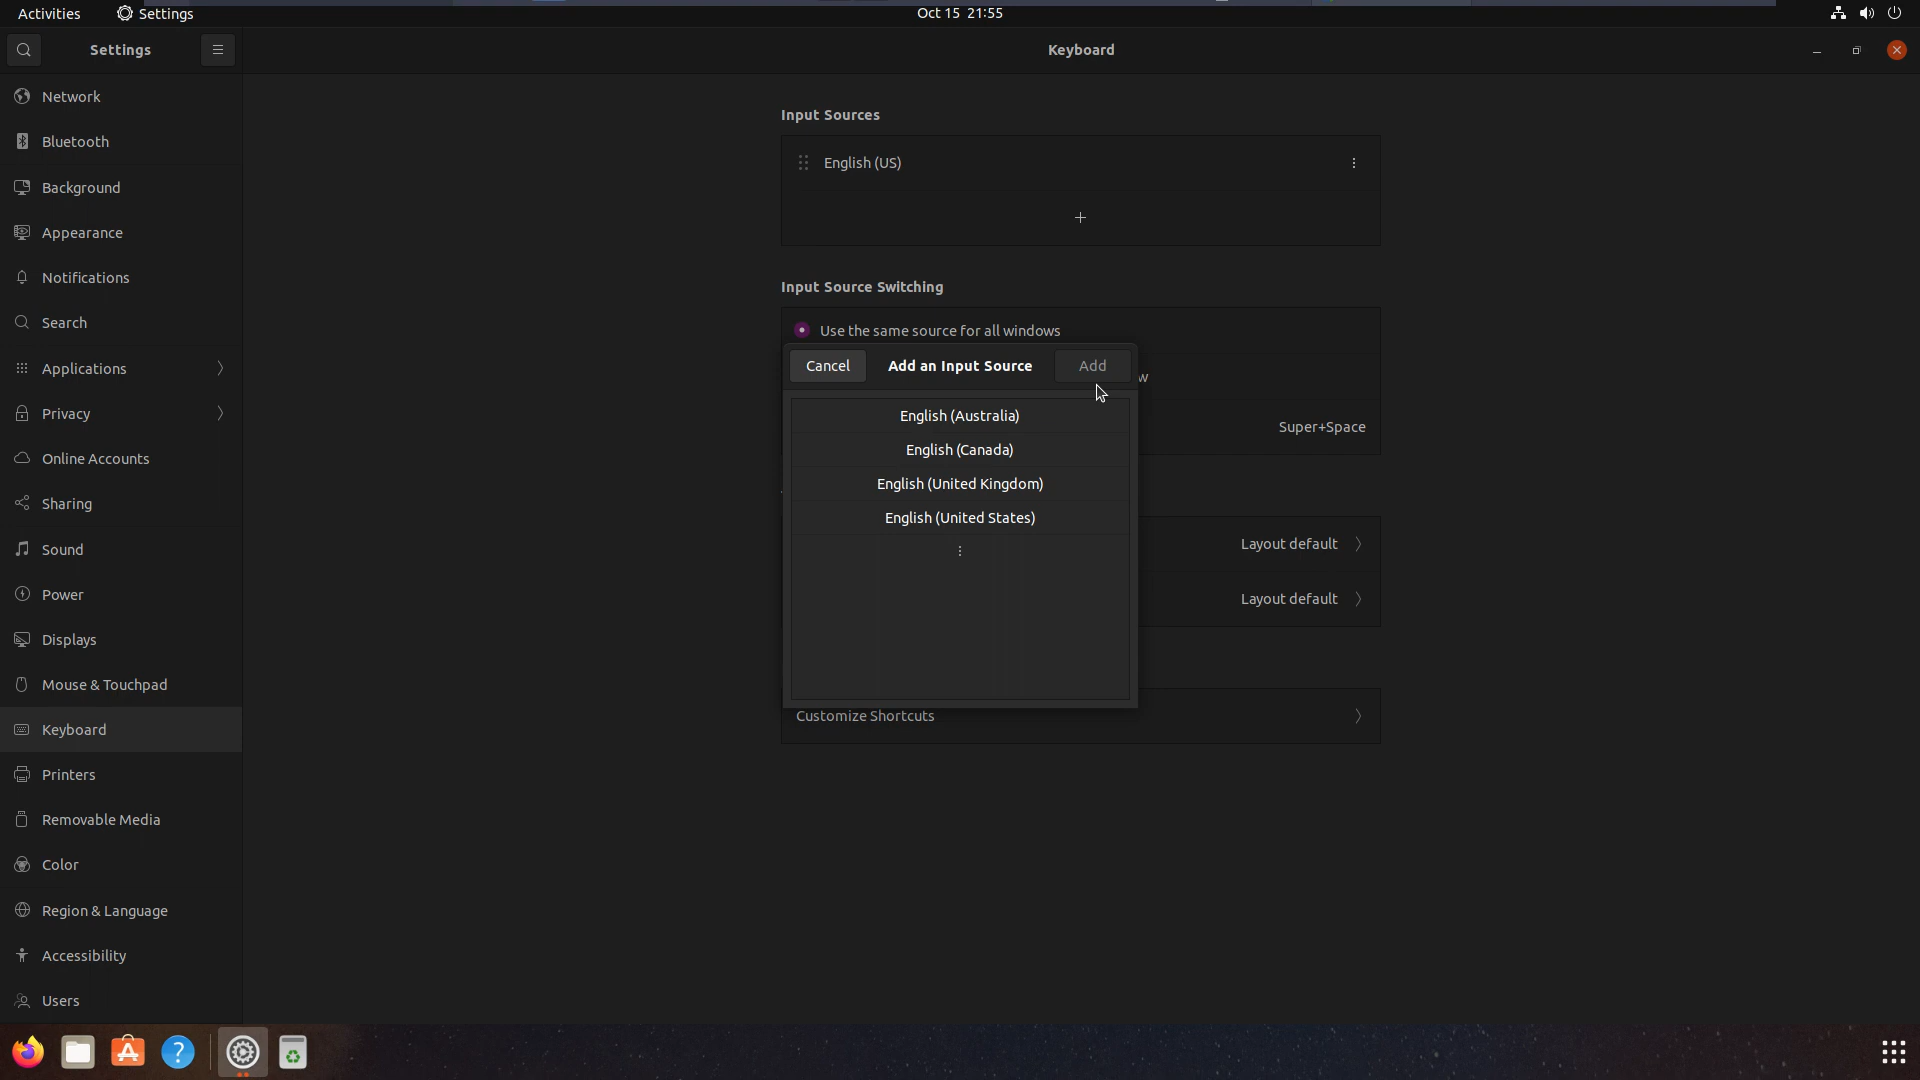 Activities
Settings
Oct 15 21:55
Settings
Keyboard
Network
Bluetooth
Background
Appearance
Notifications
Search
Applications
Privacy
Online Accounts
Sharing
Sound
Power
Displays
Mouse & Touchpad
Keyboard
Printers
Removable Media
Color
Region & Language
Accessibility
Users
Input Sources
English (US)
Input Source Switching
Use the same source for all windows
w
Super+Space
Cancel
Add an Input Source
Add
English (Australia)
English (Canada)
English (United Kingdom)
English (United States)
Layout default
Layout default
Customize Shortcuts